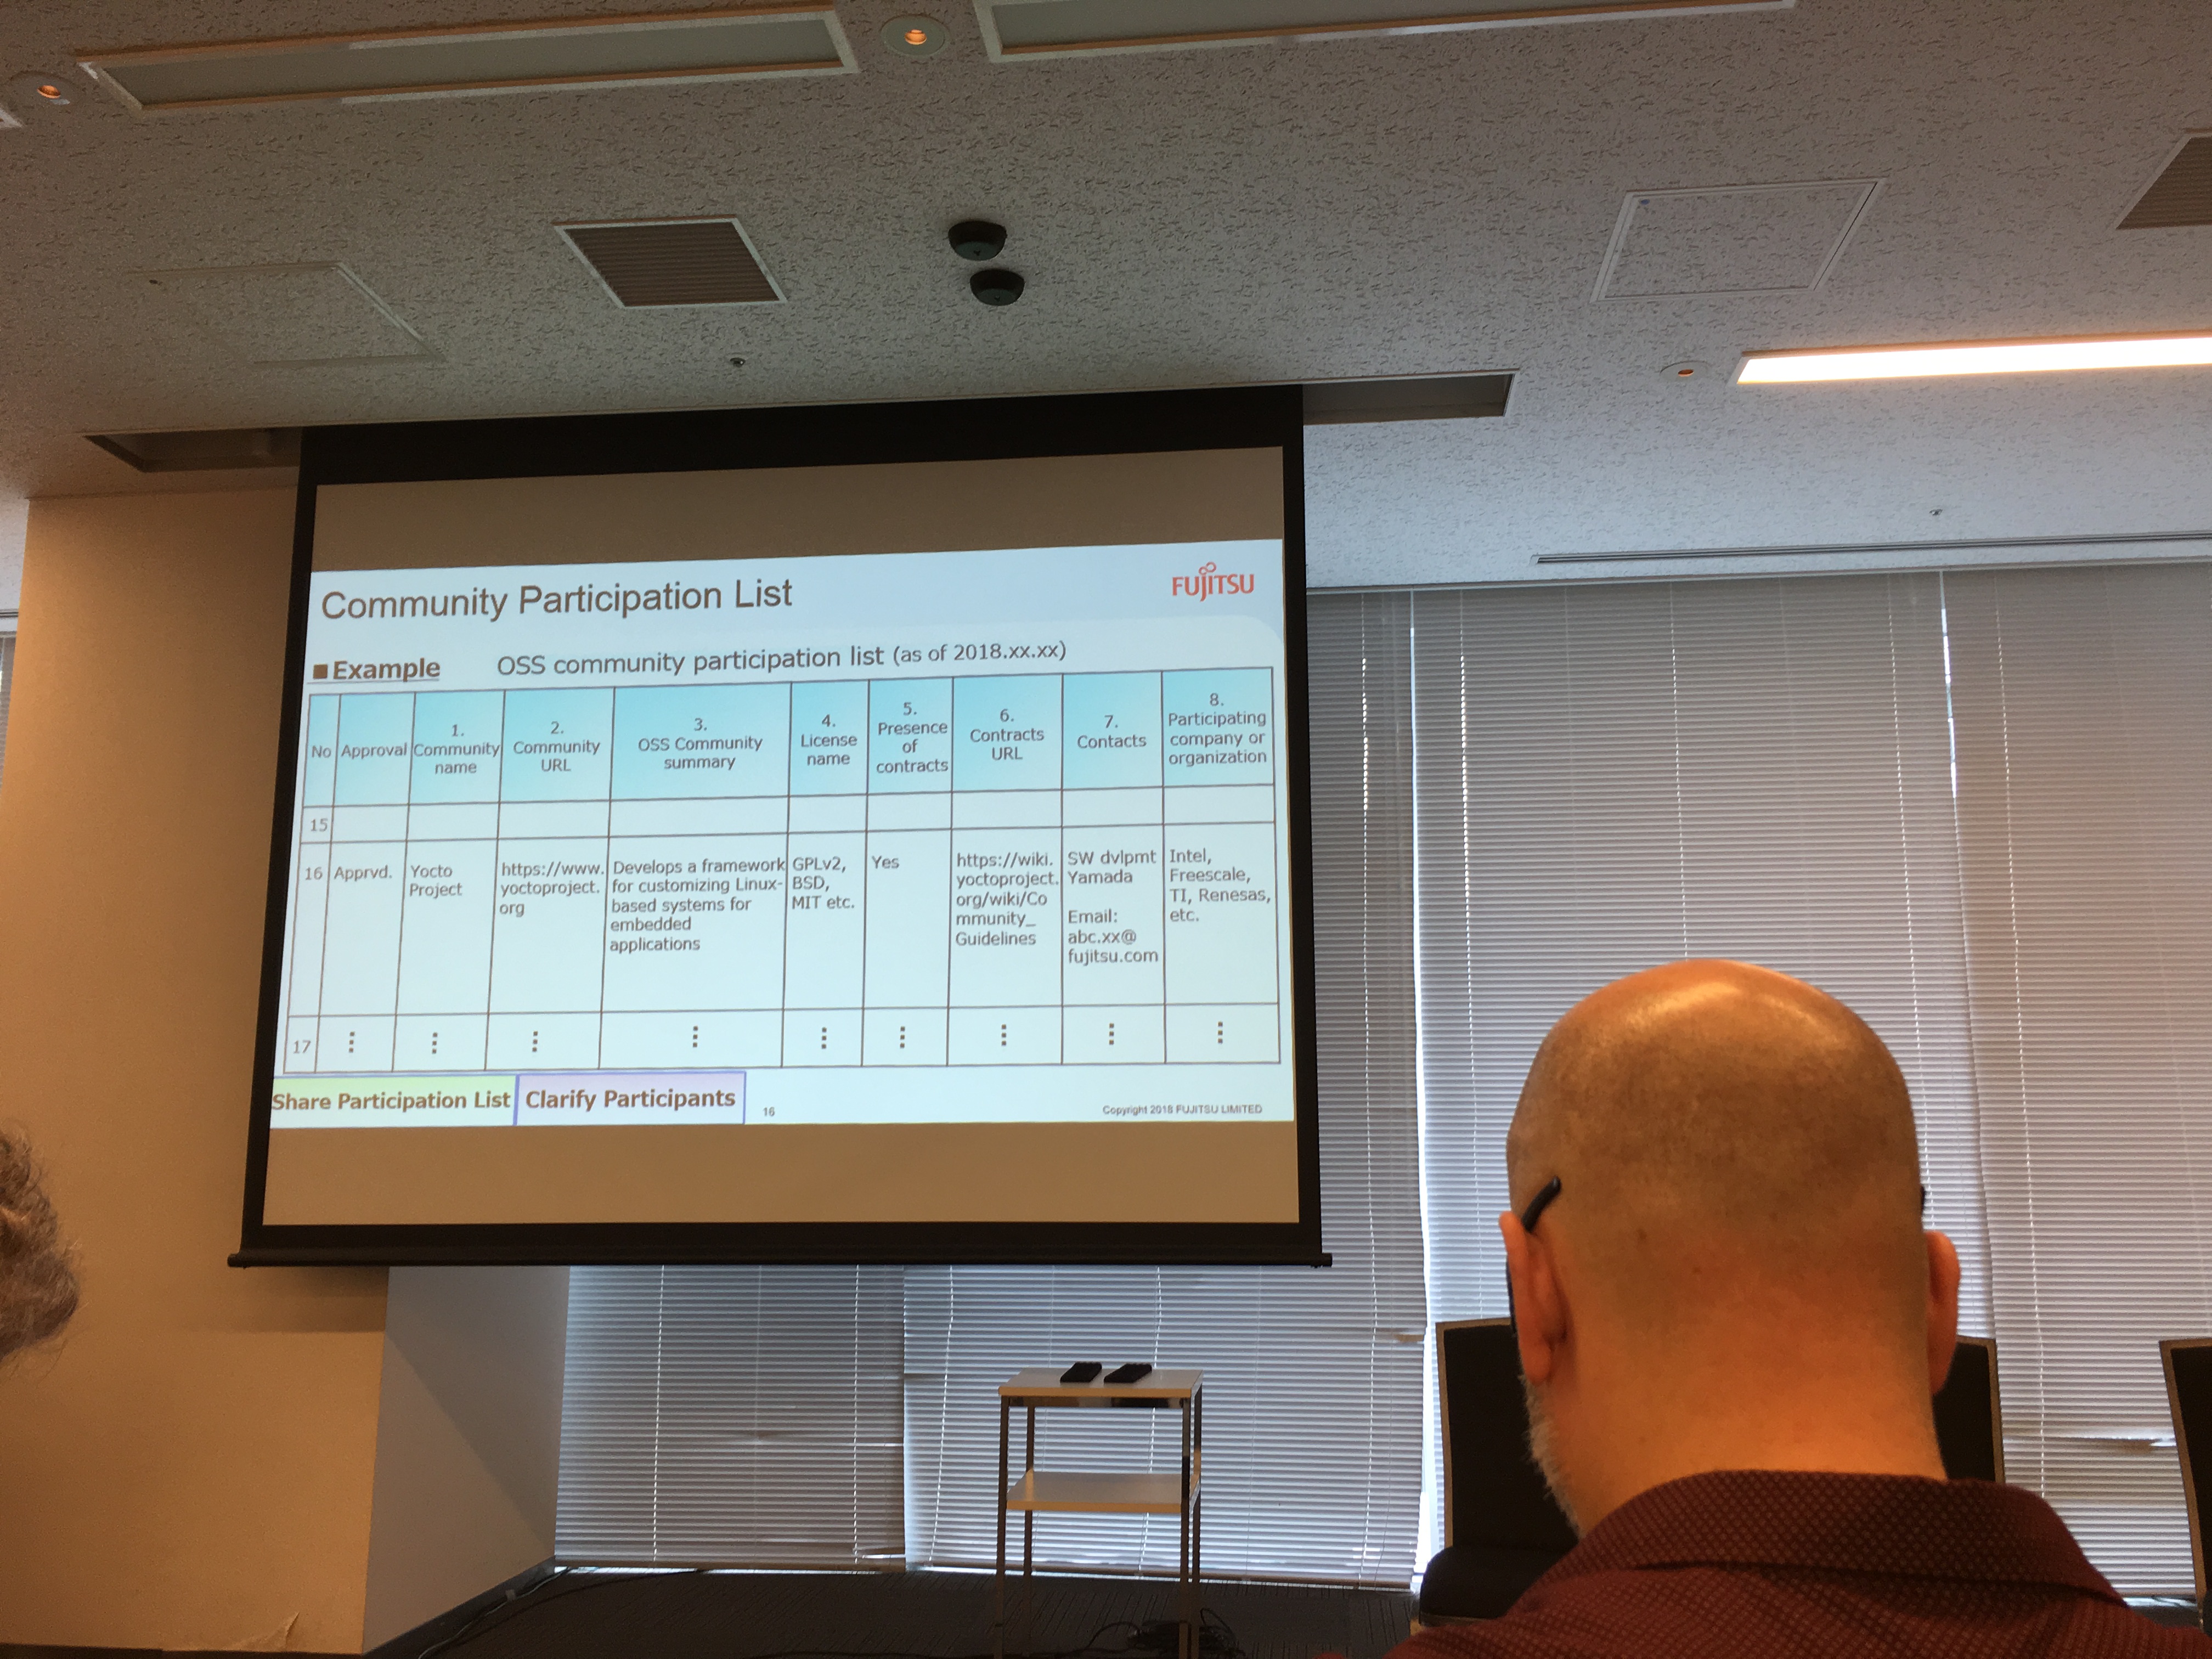 Community Participation List
FUJITSU
■Example
OSS community participation list (as of 2018.xx.xx)
No
Approval
1.
Community
name
2.
Community
URL
3.
OSS Community
summary
4.
License
name
5.
Presence
of
contracts
6.
Contracts
URL
7.
Contacts
8.
Participating
company or
organization
15
16
Apprvd.
Yocto
Project
https://www.
yoctoproject.
org
Develops a framework
for customizing Linux-
based systems for
embedded
applications
GPLv2,
BSD,
MIT etc.
Yes
https://wiki.
yoctoproject.
org/wiki/Co
mmunity_
Guidelines
SW dvlpmt
Yamada
Email:
abc.xx@
fujitsu.com
Intel,
Freescale,
TI, Renesas,
etc.
17
Share Participation List
Clarify Participants
16
Copyright 2018 FUJITSU LIMITED